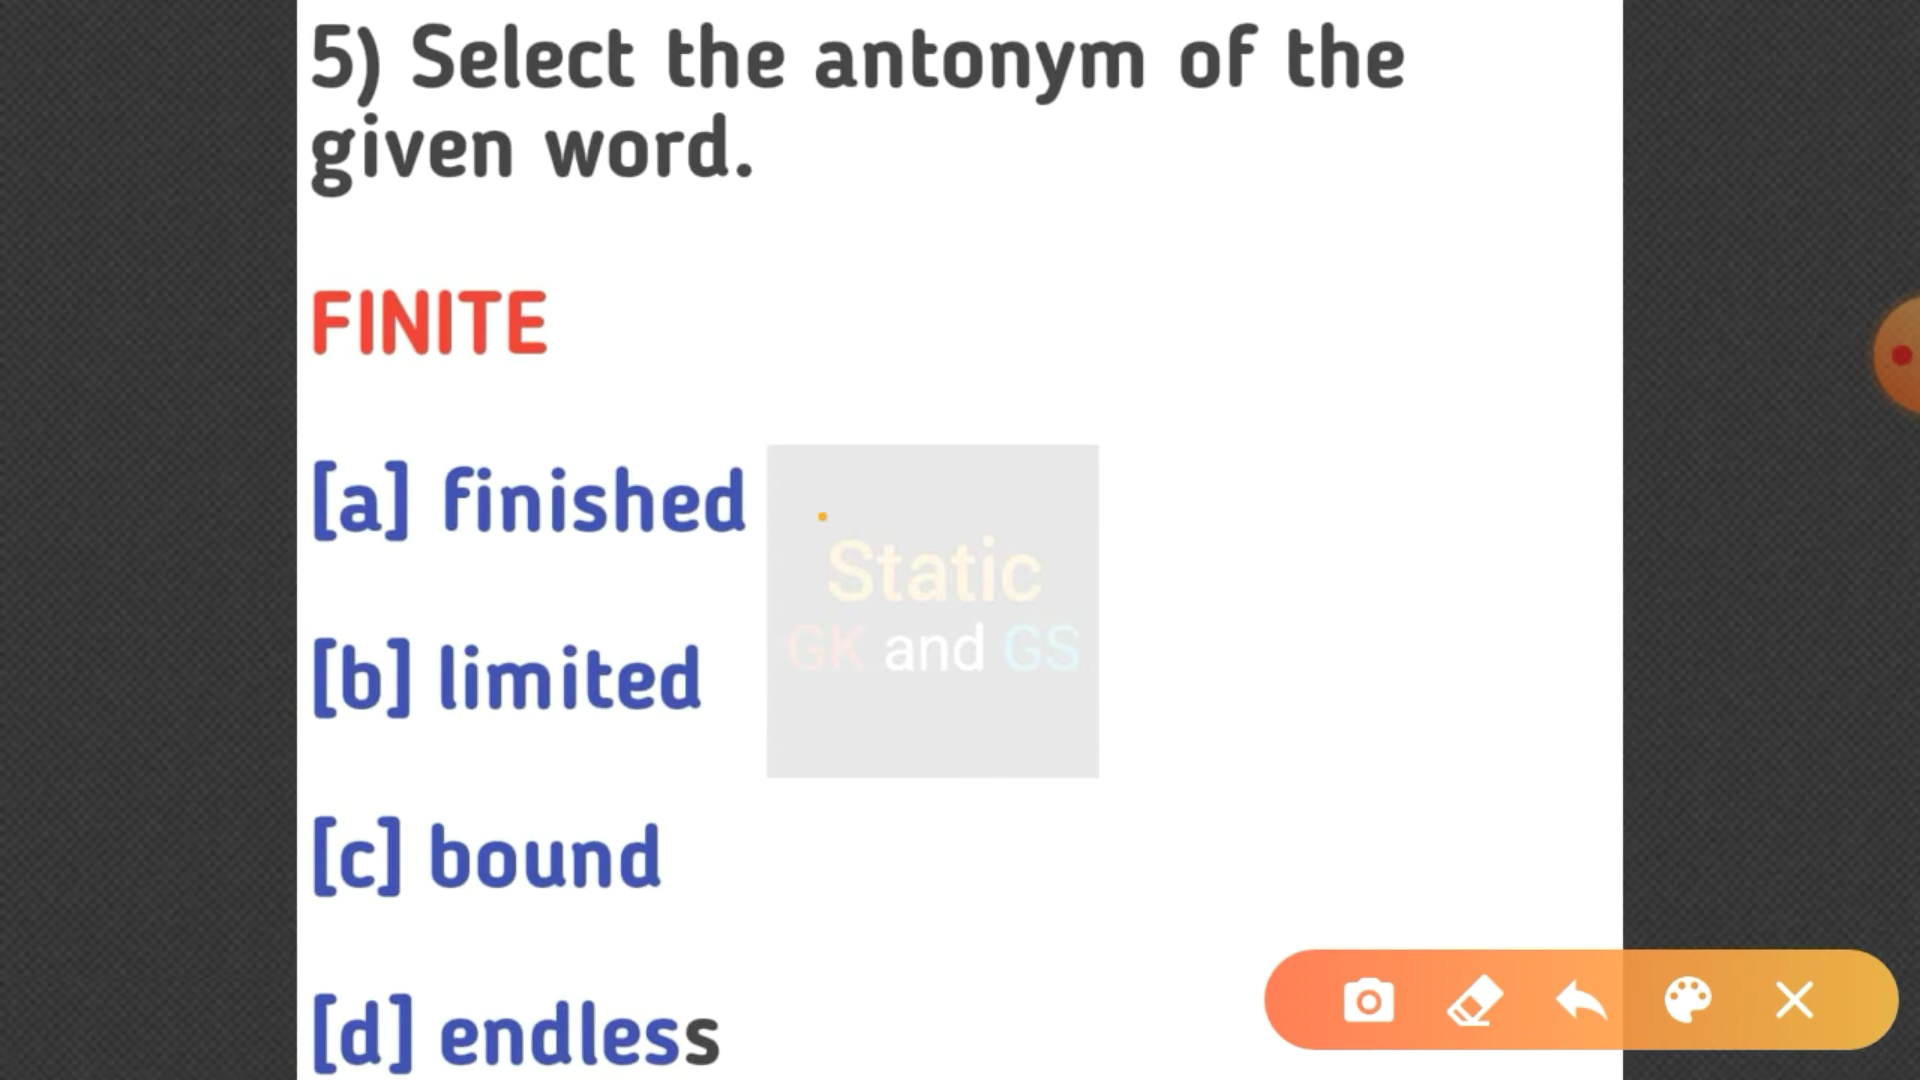 5) Select the antonym of the
given word.
FINITE
[a] finished
[b] limited
[c] bound
[d] endless
Static
GK and GS